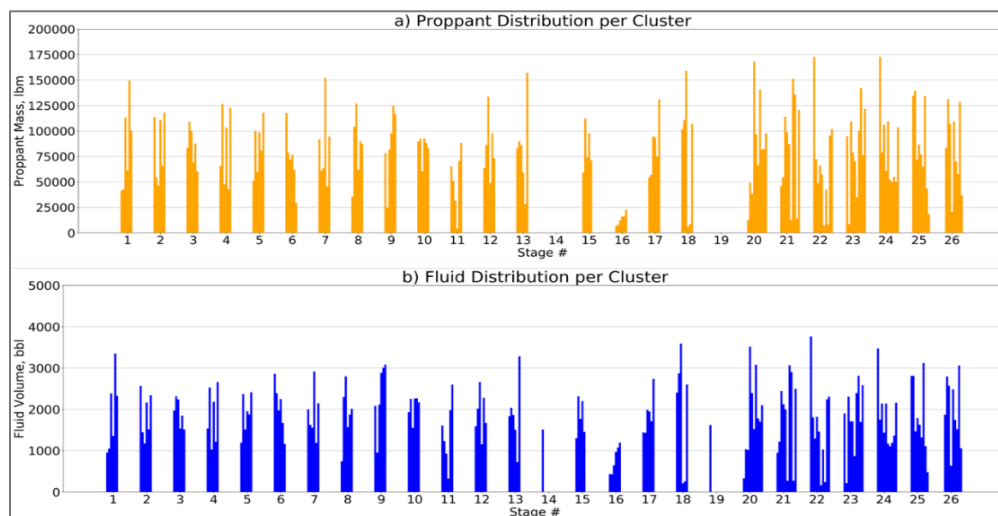 a) Proppant Distribution per Cluster
Proppant Mass, lbm
200000
175000
150000
125000
100000
75000
50000
25000
0
1 2 3 4 5 6 7 8 9 10 11 12 13 14 15 16 17 18 19 20 21 22 23 24 25 26
Stage #
b) Fluid Distribution per Cluster
Fluid Volume, bbl
5000
4000
3000
2000
1000
0
1 2 3 4 5 6 7 8 9 10 11 12 13 14 15 16 17 18 19 20 21 22 23 24 25 26
Stage #